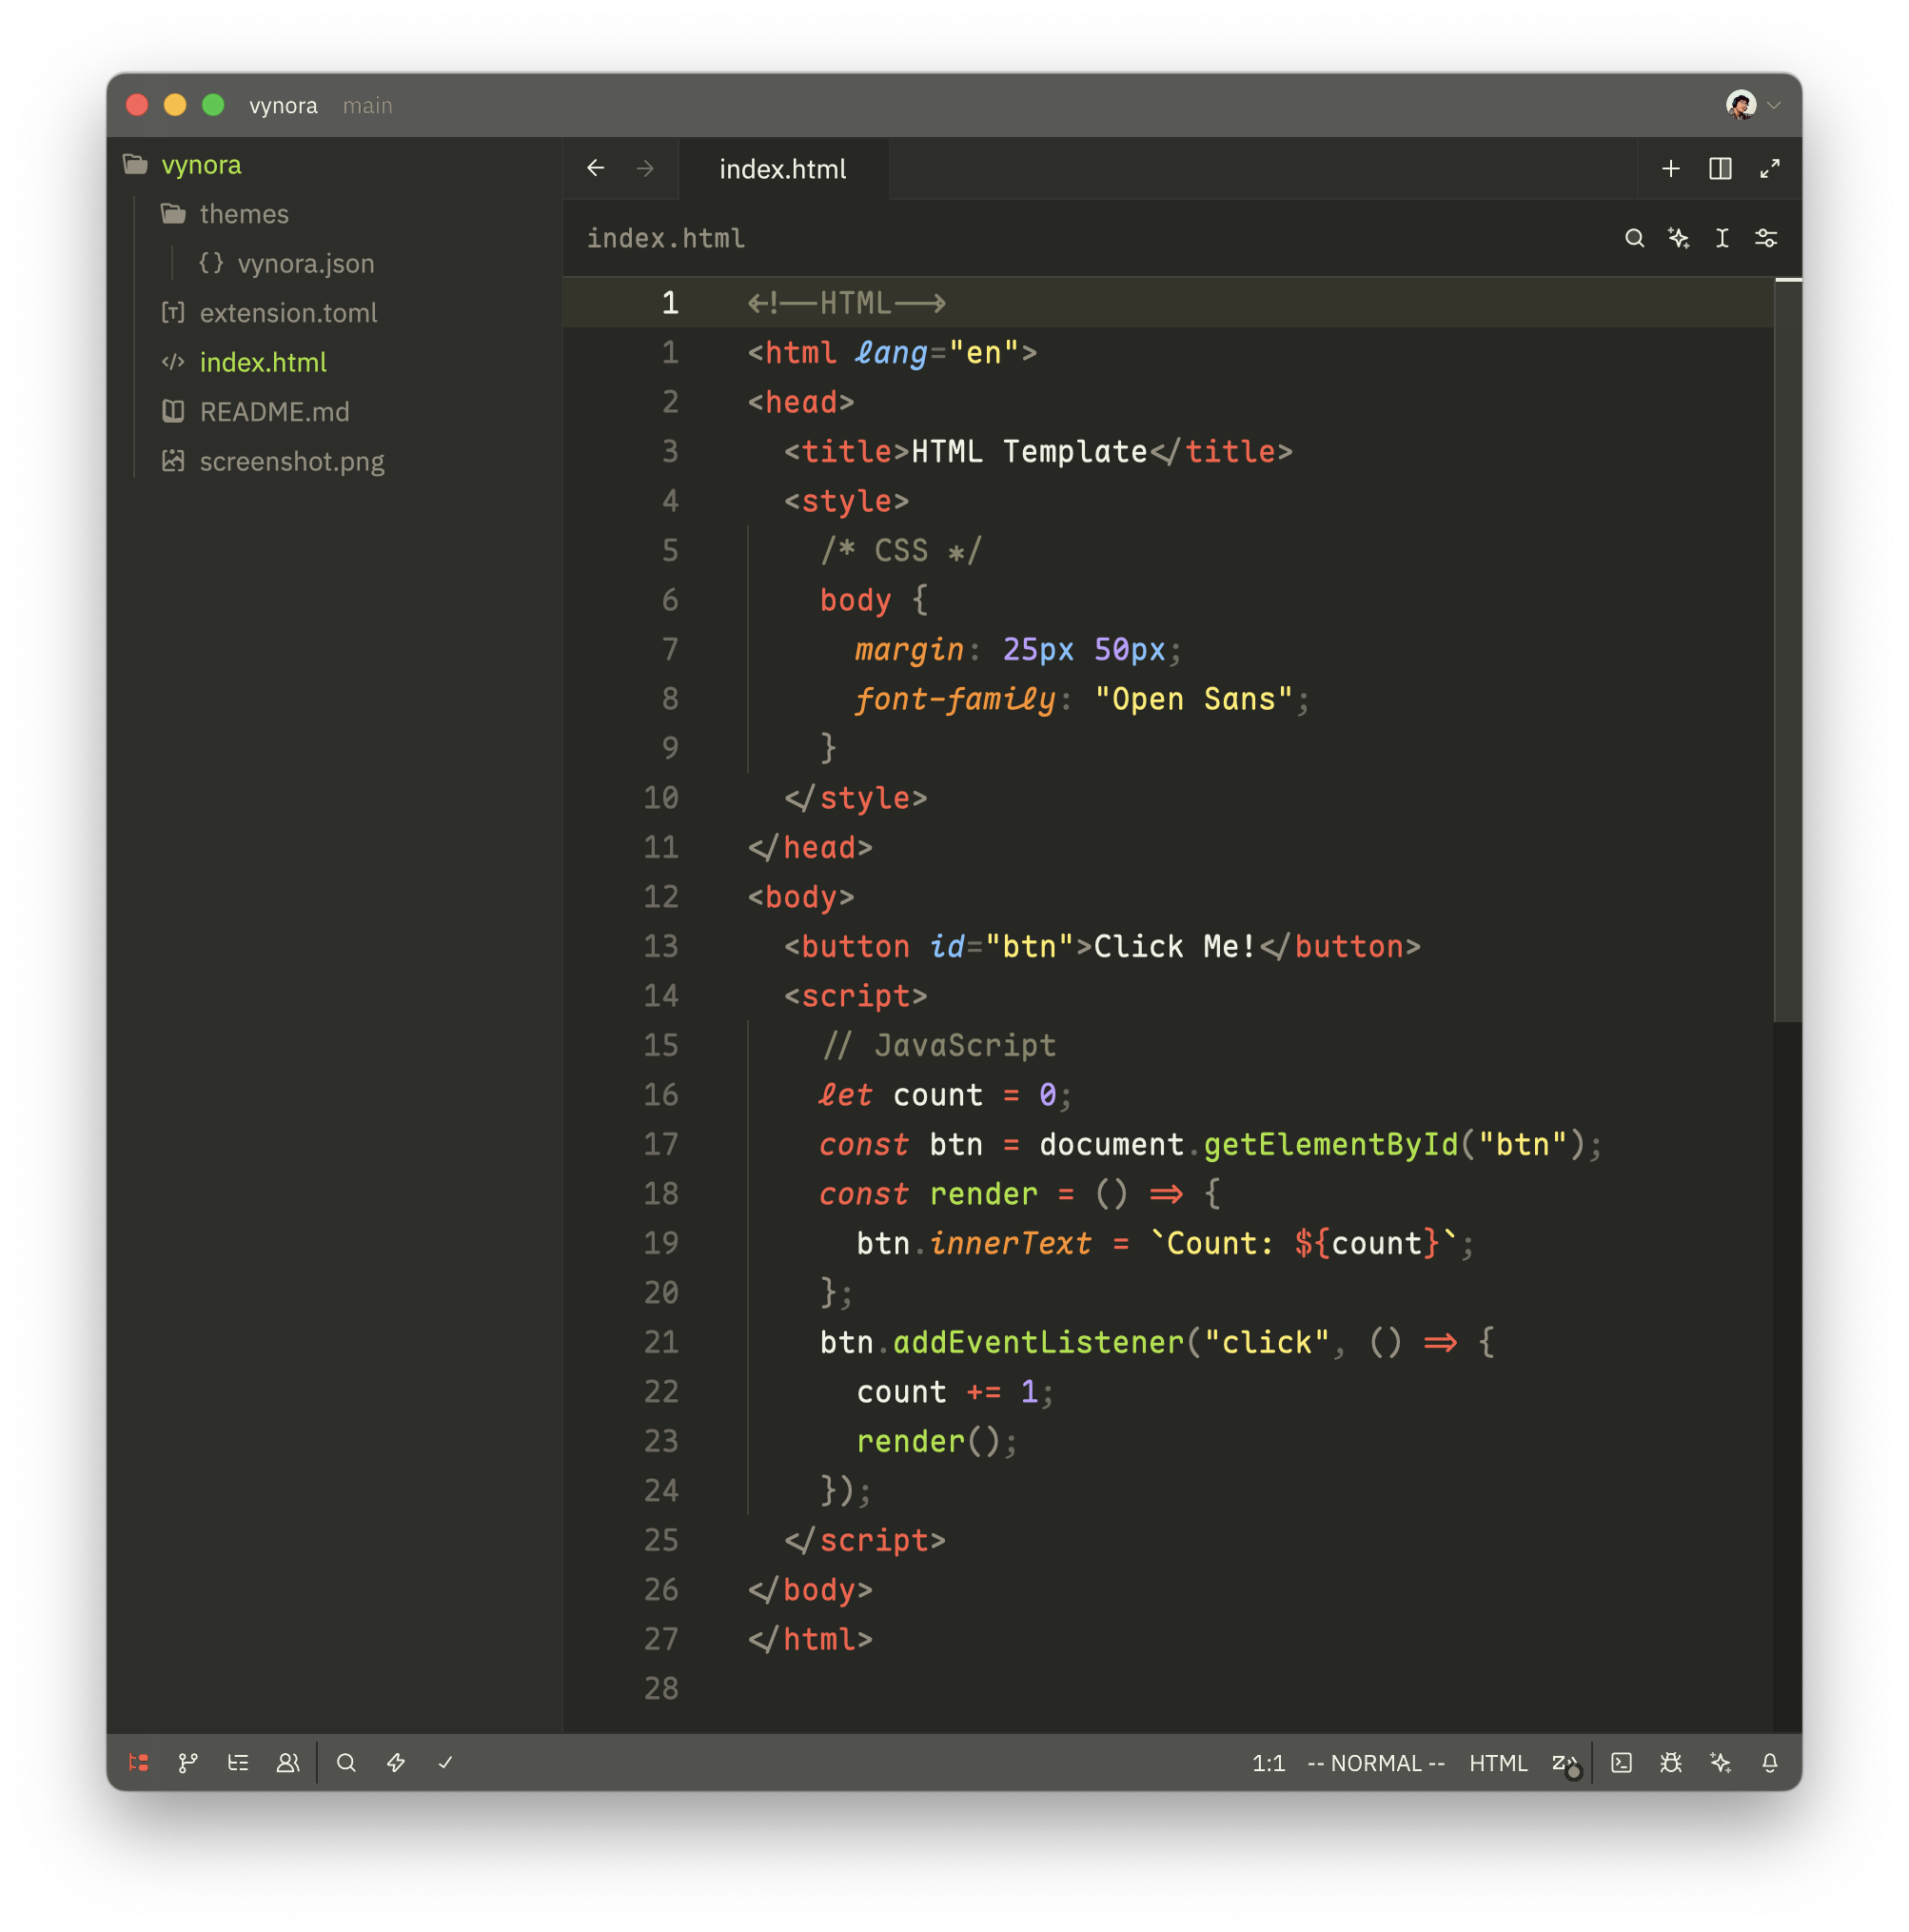 vynora main
vynora
themes
{} vynora.json
[T] extension.toml
</> index.html
README.md
screenshot.png
index.html
index.html
1 <!--HTML-->
1 <html lang="en">
2 <head>
3   <title>HTML Template</title>
4   <style>
5     /* CSS */
6     body {
7       margin: 25px 50px;
8       font-family: "Open Sans";
9     }
10   </style>
11 </head>
12 <body>
13   <button id="btn">Click Me!</button>
14   <script>
15     // JavaScript
16     let count = 0;
17     const btn = document.getElementById("btn");
18     const render = () => {
19       btn.innerText = `Count: ${count}`;
20     };
21     btn.addEventListener("click", () => {
22       count += 1;
23       render();
24     });
25   </script>
26 </body>
27 </html>
28
1:1 -- NORMAL -- HTML